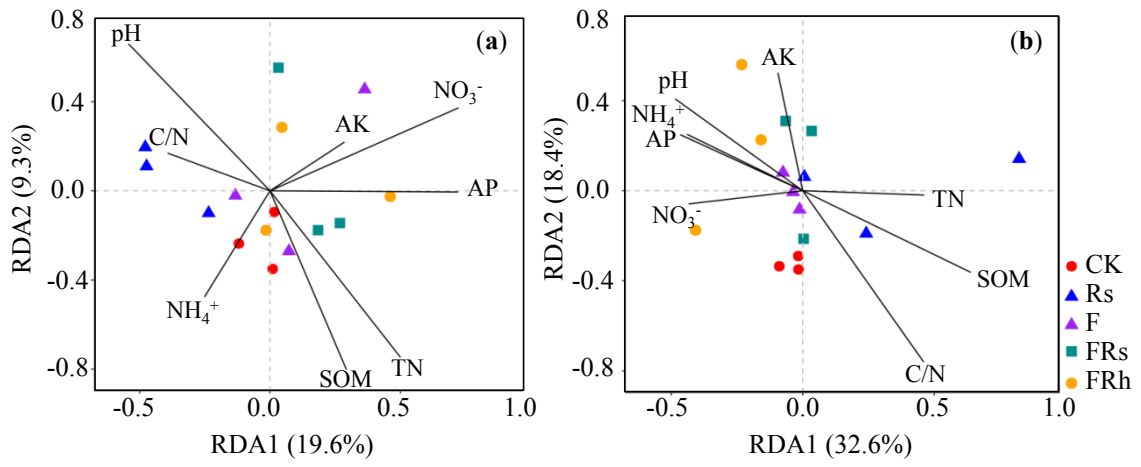 (a)
0.8
0.4
0.0
-0.4
-0.8
RDA2 (9.3%)
pH
NO₃⁻
AK
C/N
AP
NH₄⁺
TN
SOM
-0.5
0.0
0.5
1.0
RDA1 (19.6%)
(b)
0.8
0.4
0.0
-0.4
-0.8
RDA2 (18.4%)
AK
pH
NH₄⁺
AP
NO₃⁻
TN
SOM
C/N
-0.5
0.0
0.5
1.0
RDA1 (32.6%)
CK
Rs
F
FRs
FRh